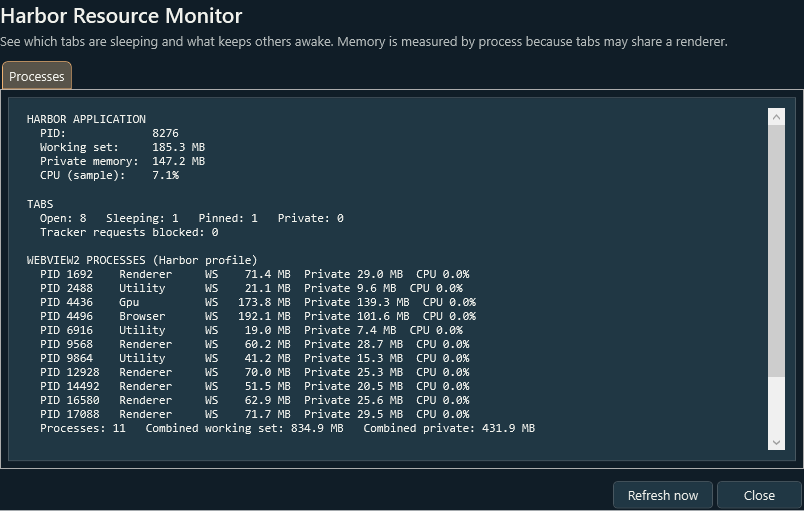 Harbor Resource Monitor
See which tabs are sleeping and what keeps others awake. Memory is measured by process because tabs may share a renderer.
Processes
HARBOR APPLICATION
PID: 8276
Working set: 185.3 MB
Private memory: 147.2 MB
CPU (sample): 7.1%
TABS
Open: 8 Sleeping: 1 Pinned: 1 Private: 0
Tracker requests blocked: 0
WEBVIEW2 PROCESSES (Harbor profile)
PID 1692 Renderer WS 71.4 MB Private 29.0 MB CPU 0.0%
PID 2488 Utility WS 21.1 MB Private 9.6 MB CPU 0.0%
PID 4436 Gpu WS 173.8 MB Private 139.3 MB CPU 0.0%
PID 4496 Browser WS 192.1 MB Private 101.6 MB CPU 0.0%
PID 6916 Utility WS 19.0 MB Private 7.4 MB CPU 0.0%
PID 9568 Renderer WS 60.2 MB Private 28.7 MB CPU 0.0%
PID 9864 Utility WS 41.2 MB Private 15.3 MB CPU 0.0%
PID 12928 Renderer WS 70.0 MB Private 25.3 MB CPU 0.0%
PID 14492 Renderer WS 51.5 MB Private 20.5 MB CPU 0.0%
PID 16580 Renderer WS 62.9 MB Private 25.6 MB CPU 0.0%
PID 17088 Renderer WS 71.7 MB Private 29.5 MB CPU 0.0%
Processes: 11 Combined working set: 834.9 MB Combined private: 431.9 MB
Refresh now
Close